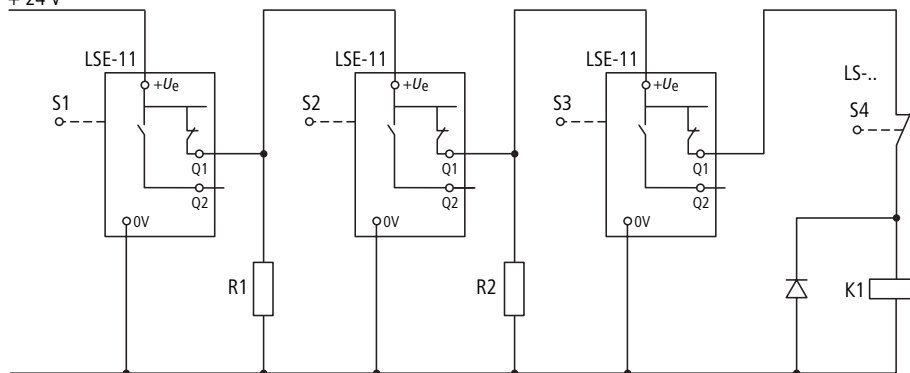 + 24 V
LSE-11
LSE-11
LSE-11
LS-..
+Ue
+Ue
+Ue
S1
S2
S3
S4
Q1
Q1
Q1
Q2
Q2
Q2
0V
0V
0V
R1
R2
K1